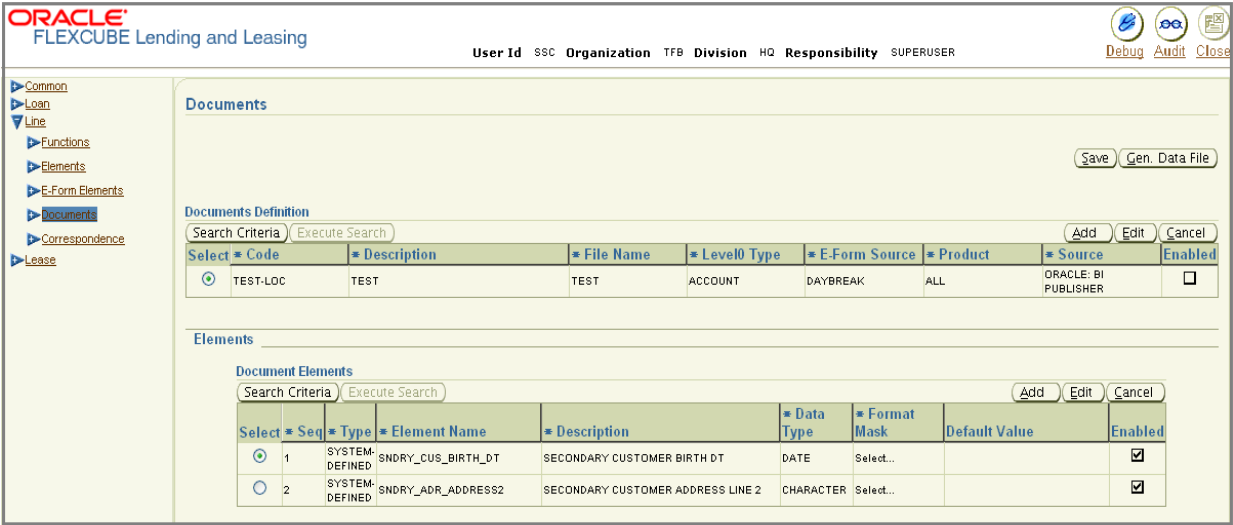 ORACLE®
FLEXCUBE Lending and Leasing
User Id SSC Organization TFB Division HQ Responsibility SUPERUSER
Debug Audit Close
Common
Loan
Line
Functions
Elements
E-Form Elements
Documents
Correspondence
Lease
Documents
Save Gen. Data File
Documents Definition
Search Criteria Execute Search Add Edit Cancel
Select * Code * Description * File Name * Level0 Type * E-Form Source * Product * Source Enabled
TEST-LOC TEST TEST ACCOUNT DAYBREAK ALL ORACLE: BI
PUBLISHER
Elements
Document Elements
Search Criteria Execute Search Add Edit Cancel
* Data * Format
Select * Seq * Type * Element Name * Description Type Mask Default Value Enabled
1 SYSTEM-
DEFINED SNDRY_CUS_BIRTH_DT SECONDARY CUSTOMER BIRTH DT DATE Select...
2 SYSTEM-
DEFINED SNDRY_ADR_ADDRESS2 SECONDARY CUSTOMER ADDRESS LINE 2 CHARACTER Select...